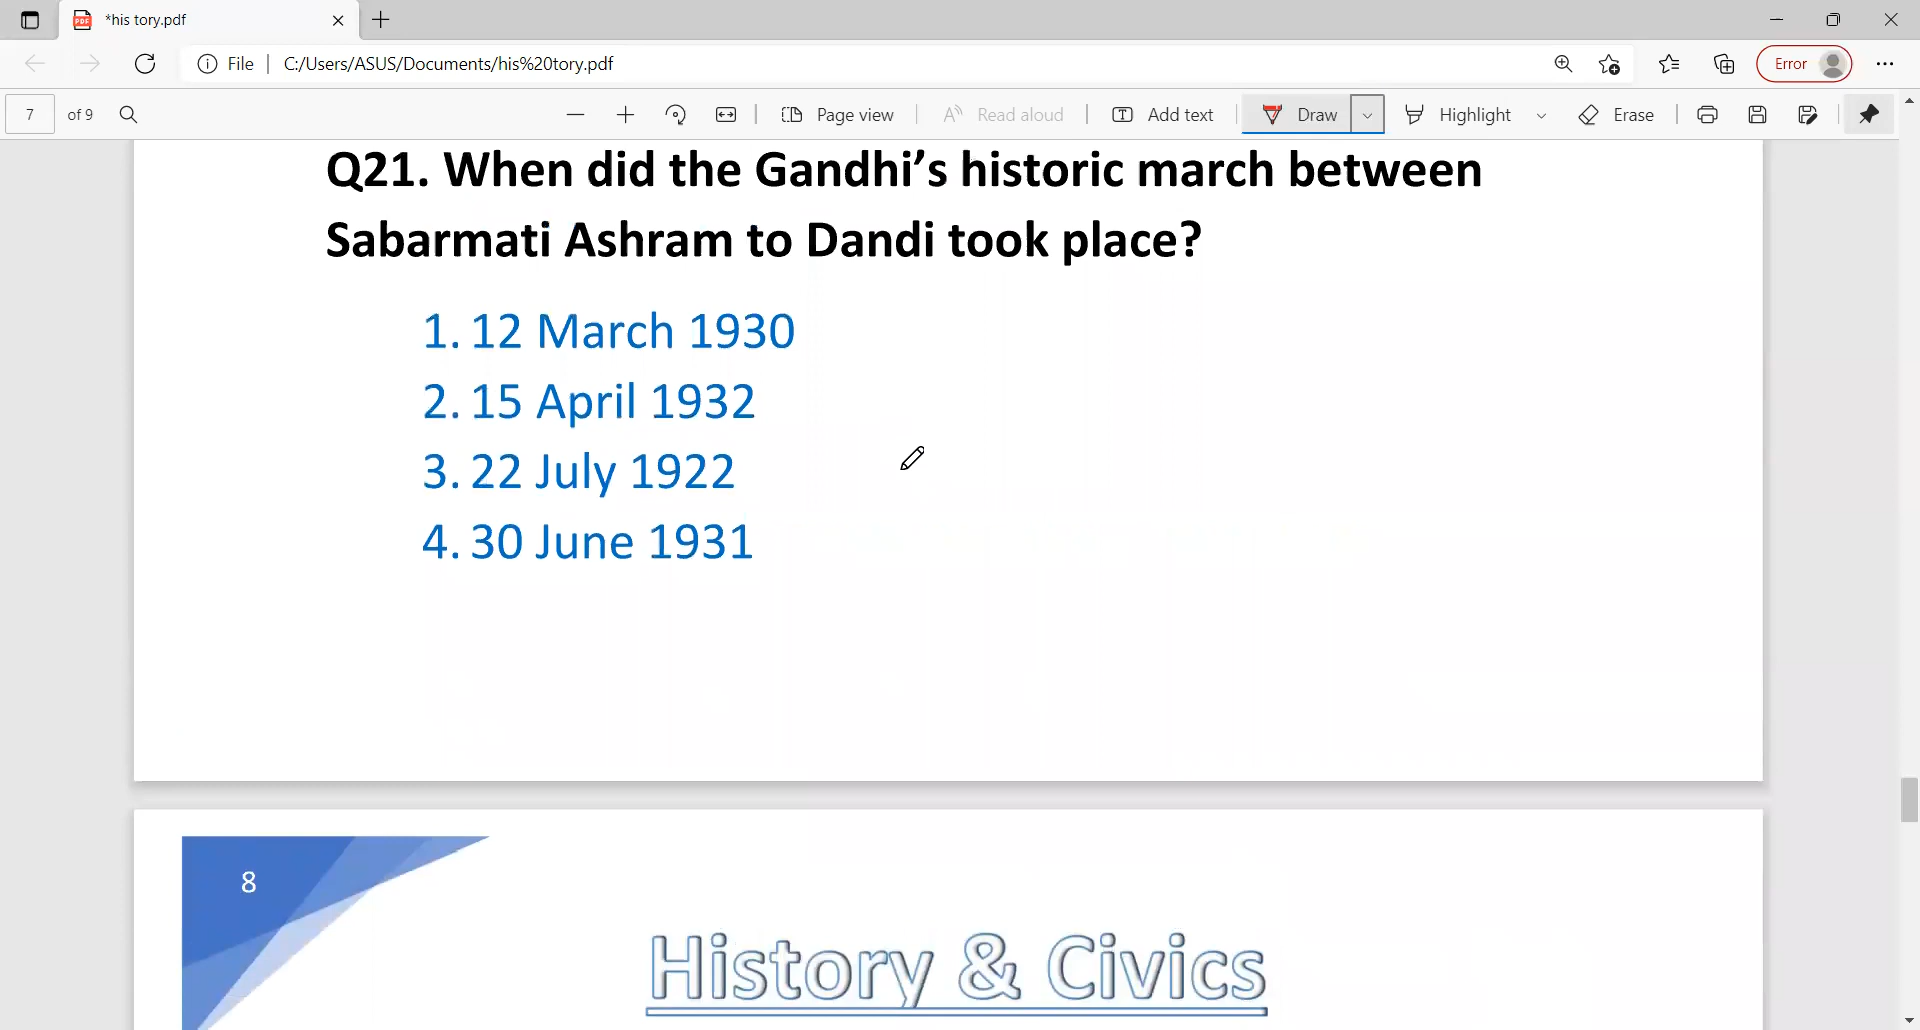 *his tory.pdf
File
C:/Users/ASUS/Documents/his%20tory.pdf
Error
7 of 9
Page view
Read aloud
Add text
Draw
Highlight
Erase
Q21. When did the Gandhi’s historic march between
Sabarmati Ashram to Dandi took place?
1. 12 March 1930
2. 15 April 1932
3. 22 July 1922
4. 30 June 1931
8
History & Civics